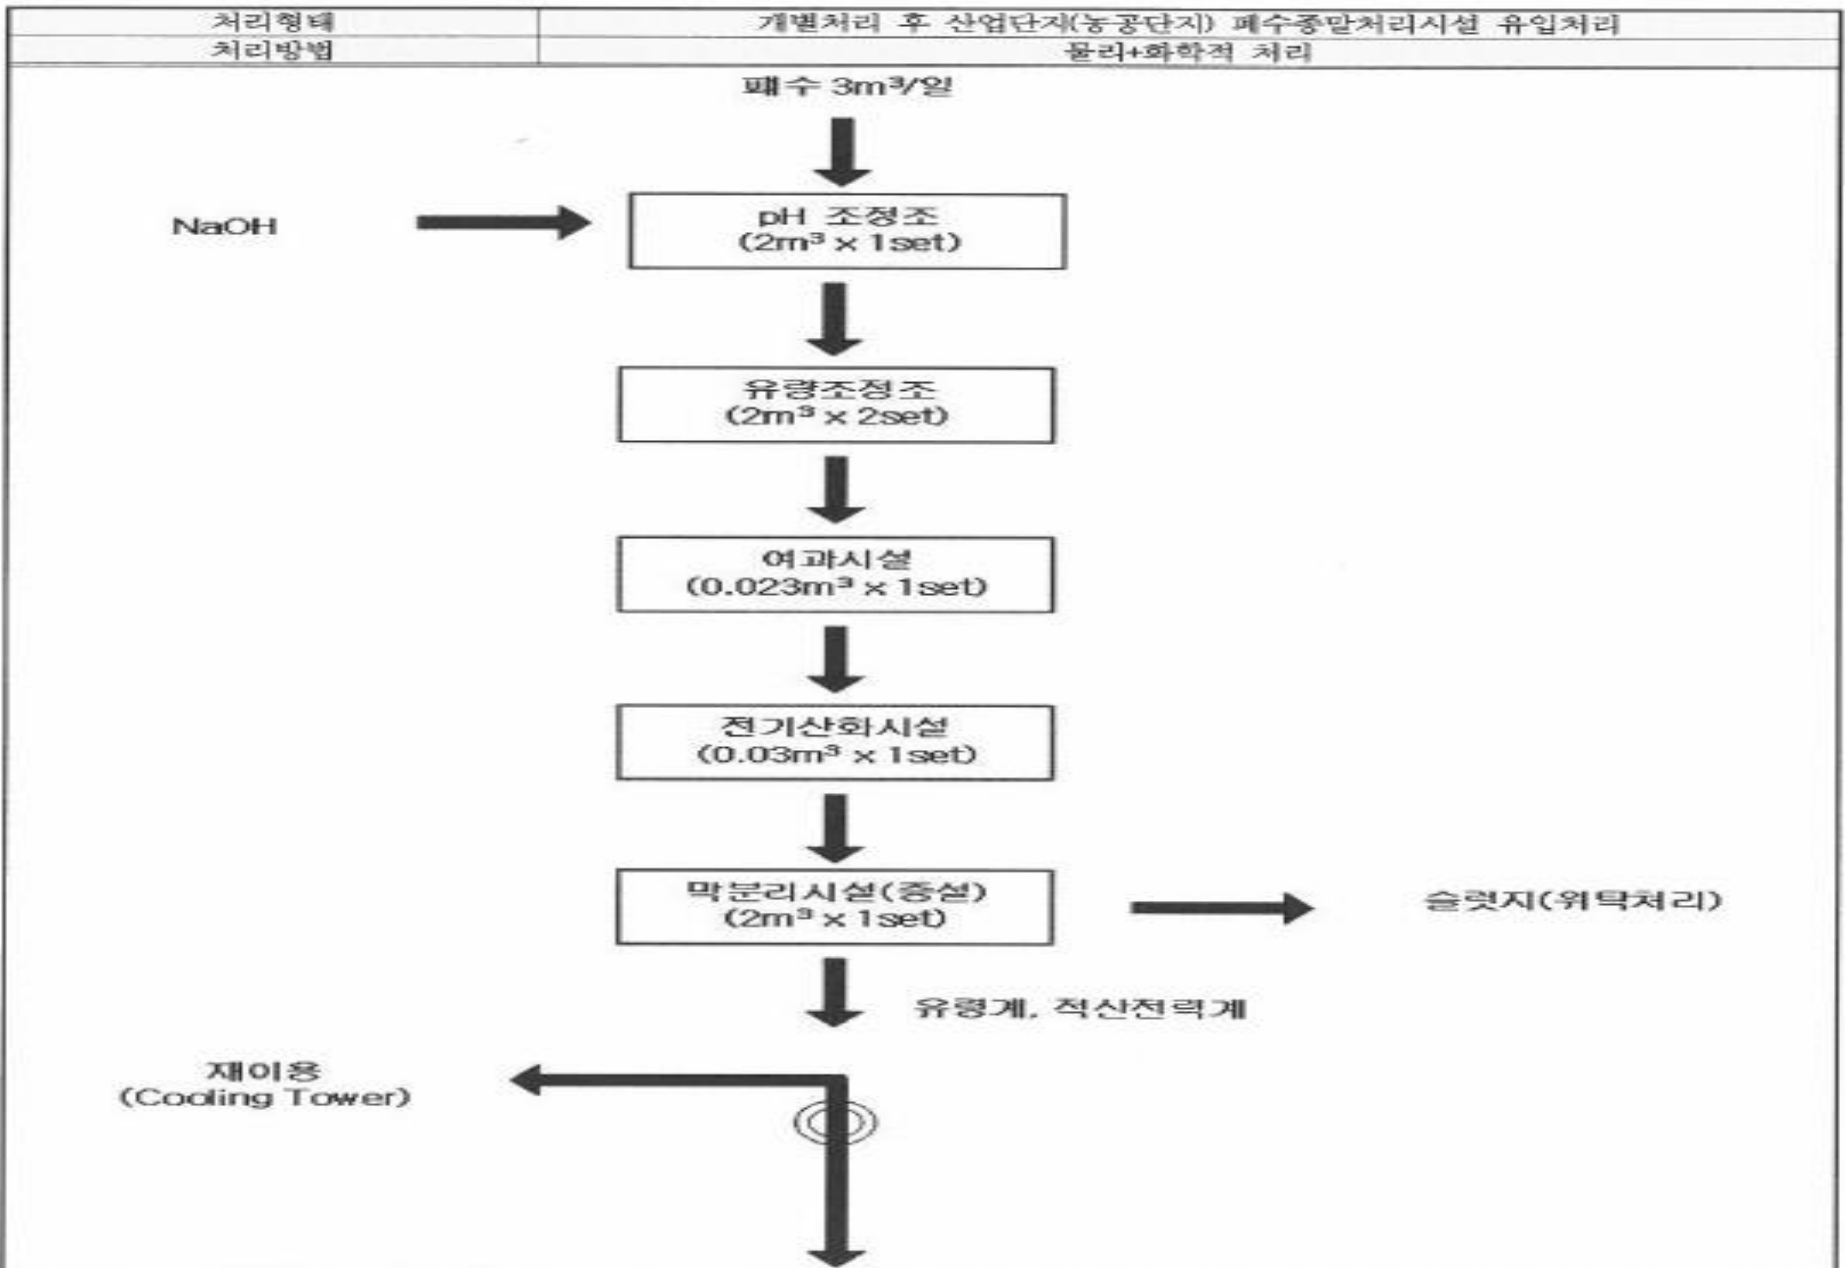 처리형태 개별처리 후 산업단지(농공단지) 폐수종말처리시설 유입처리
처리방법 물리+화학적 처리
폐수 3m³/일
NaOH
pH 조정조
(2m³ x 1set)
유량조정조
(2m³ x 2set)
여과시설
(0.023m³ x 1set)
전기산화시설
(0.03m³ x 1set)
막분리시설(증설)
(2m³ x 1set)
슬럿지(위탁처리)
유령계, 적산전력계
재이용
(Cooling Tower)